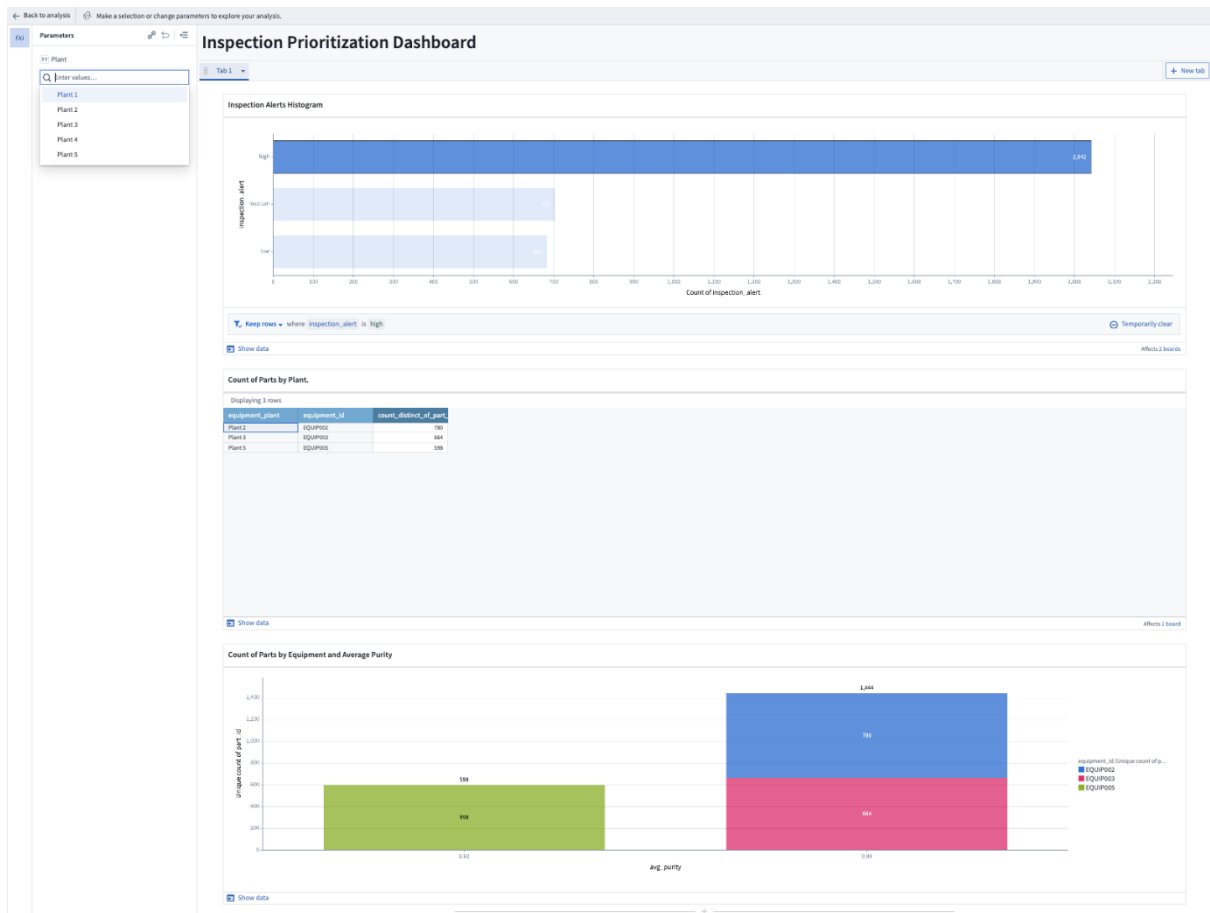 Back to analysis
Make a selection or change parameters to explore your analysis.
Parameters
Plant
Enter values...
Plant 1
Plant 2
Plant 3
Plant 4
Plant 5
Inspection Prioritization Dashboard
Tab 1
+ New tab
Inspection Alerts Histogram
inspection_alert
high
2,042
medium
low
0 100 200 300 400 500 600 700 800 900 1,000 1,100 1,200 1,300 1,400 1,500 1,600 1,700 1,800 1,900 2,000 2,100 2,200
Count of inspection_alert
Keep rows where inspection_alert is high
Temporarily clear
Show data
Affects 2 boards
Count of Parts by Plant.
Displaying 3 rows
equipment_plant equipment_id count_distinct_of_part_
Plant 2 EQUIP002 780
Plant 3 EQUIP003 664
Plant 5 EQUIP005 598
Show data
Affects 1 board
Count of Parts by Equipment and Average Purity
Unique count of part_id
1,400
1,200
1,000
800
600
400
200
0
598
598
1,444
780
664
0.92
0.89
avg_purity
equipment_id (Unique count of p...
EQUIP002
EQUIP003
EQUIP005
Show data